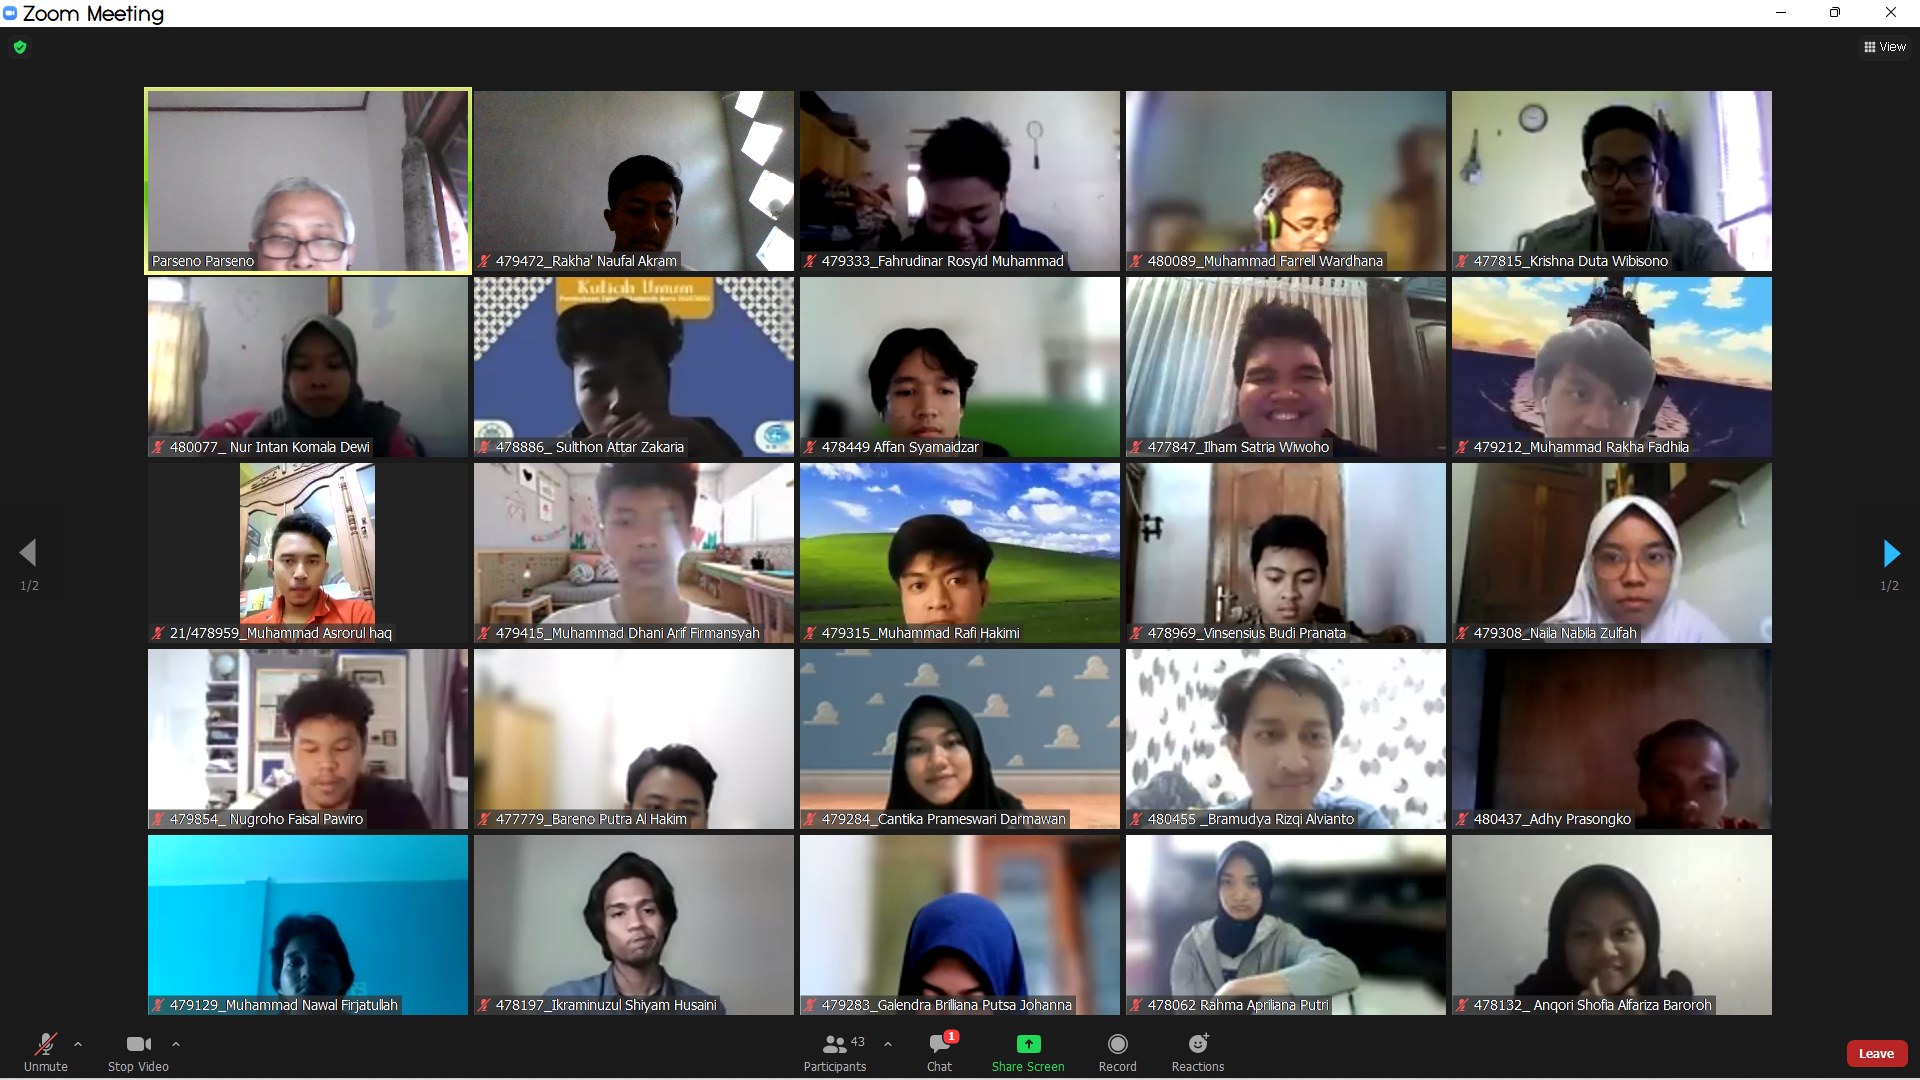 Zoom Meeting
View
Parseno Parseno
479472_Rakha' Naufal Akram
479333_Fahrudinar Rosyid Muhammad
480089_Muhammad Farrell Wardhana
477815_Krishna Duta Wibisono
Kuliah Umum
480077_ Nur Intan Komala Dewi
478886_ Sulthon Attar Zakaria
478449 Affan Syamaidzar
477847_Ilham Satria Wiwoho
479212_Muhammad Rakha Fadhila
21/478959_Muhammad Asrorul haq
479415_Muhammad Dhani Arif Firmansyah
479315_Muhammad Rafi Hakimi
478969_Vinsensius Budi Pranata
479308_Naila Nabila Zulfah
1/2
1/2
479854_ Nugroho Faisal Pawiro
477779_Bareno Putra Al Hakim
479284_Cantika Prameswari Darmawan
480455 _Bramudya Rizqi Alvianto
480437_Adhy Prasongko
479129_Muhammad Nawal Firjatullah
478197_Ikraminuzul Shiyam Husaini
479283_Galendra Brilliana Putsa Johanna
478062 Rahma Apriliana Putri
478132_ Anqori Shofia Alfariza Baroroh
Unmute
Stop Video
43
Participants
1
Chat
Share Screen
Record
Reactions
Leave